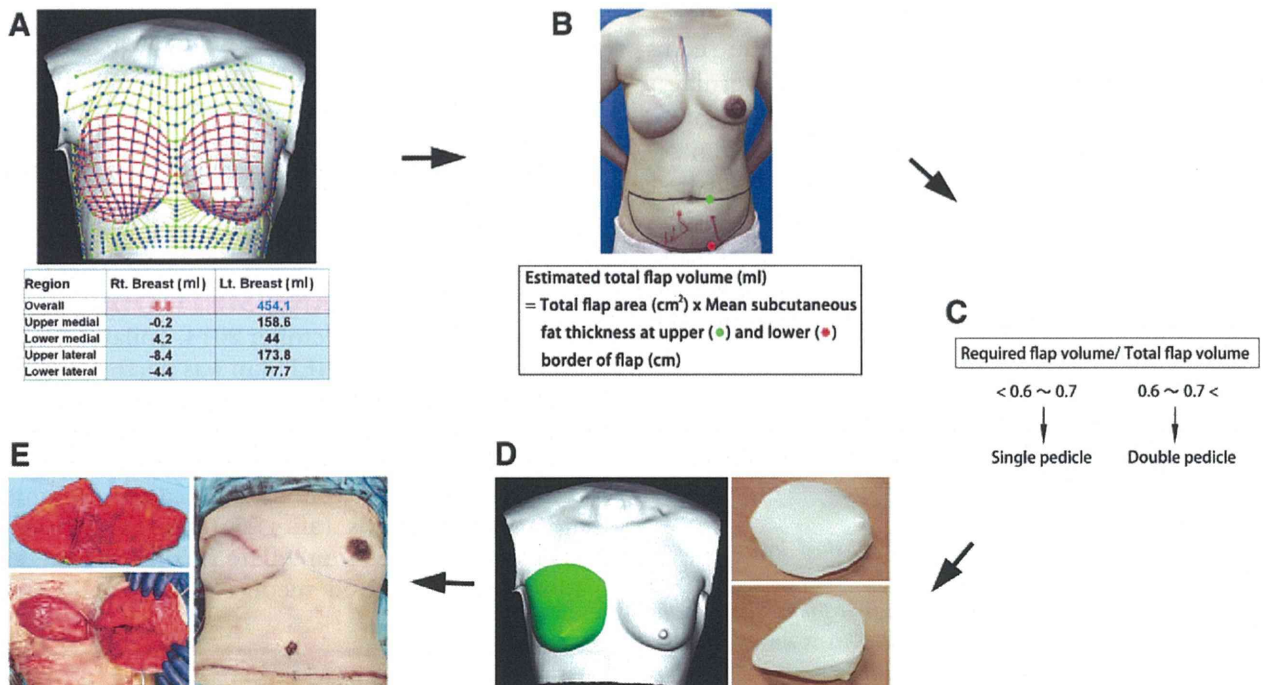 A
B
Region Rt. Breast (ml) Lt. Breast (ml)
Overall -8.8 454.1
Upper medial -0.2 158.6
Lower medial 4.2 44
Upper lateral -8.4 173.8
Lower lateral -4.4 77.7
Estimated total flap volume (ml)
= Total flap area (cm²) x Mean subcutaneous
fat thickness at upper (●) and lower (●)
border of flap (cm)
C
Required flap volume/ Total flap volume
< 0.6 ～ 0.7 0.6 ～ 0.7 <
Single pedicle Double pedicle
E
D